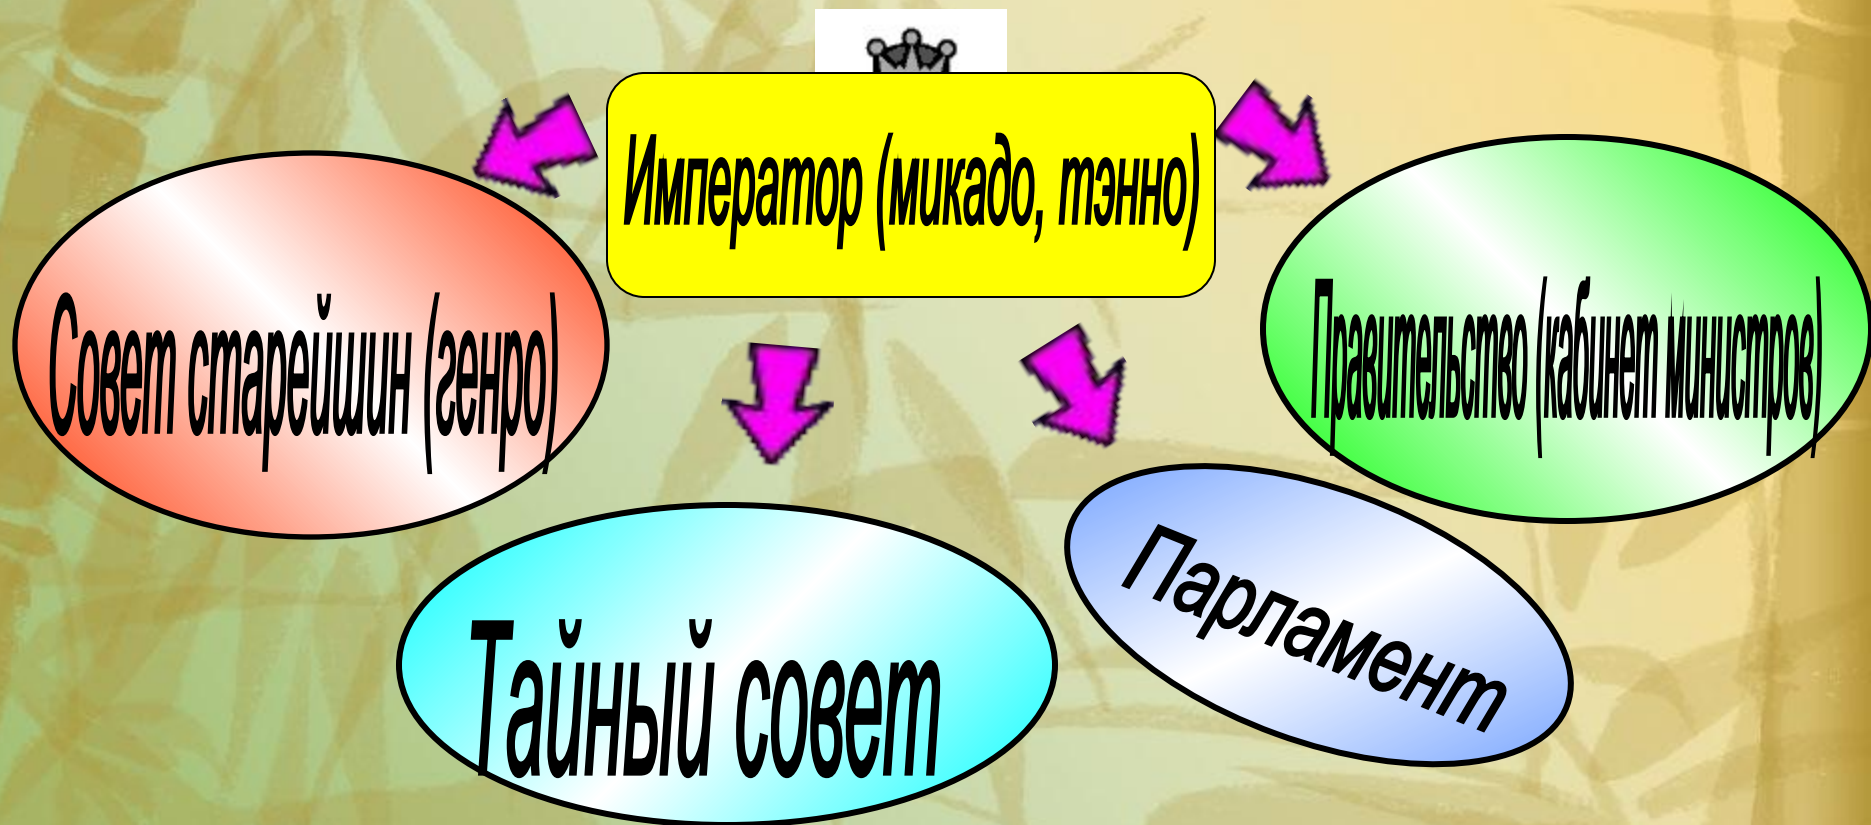 Император (микадо, тэнно)
Совет старейшин (генро)
Правительство (кабинет министров)
Тайный совет
Парламент